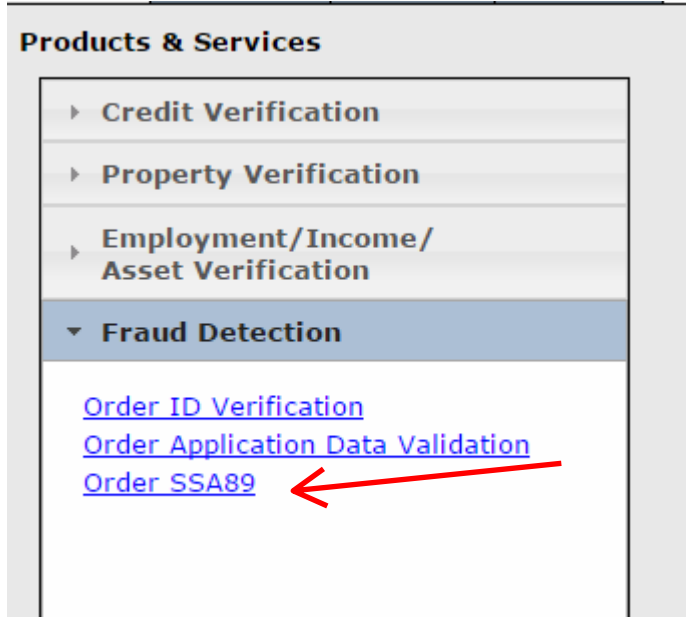 Products & Services
Credit Verification
Property Verification
Employment/Income/
Asset Verification
Fraud Detection
Order ID Verification
Order Application Data Validation
Order SSA89